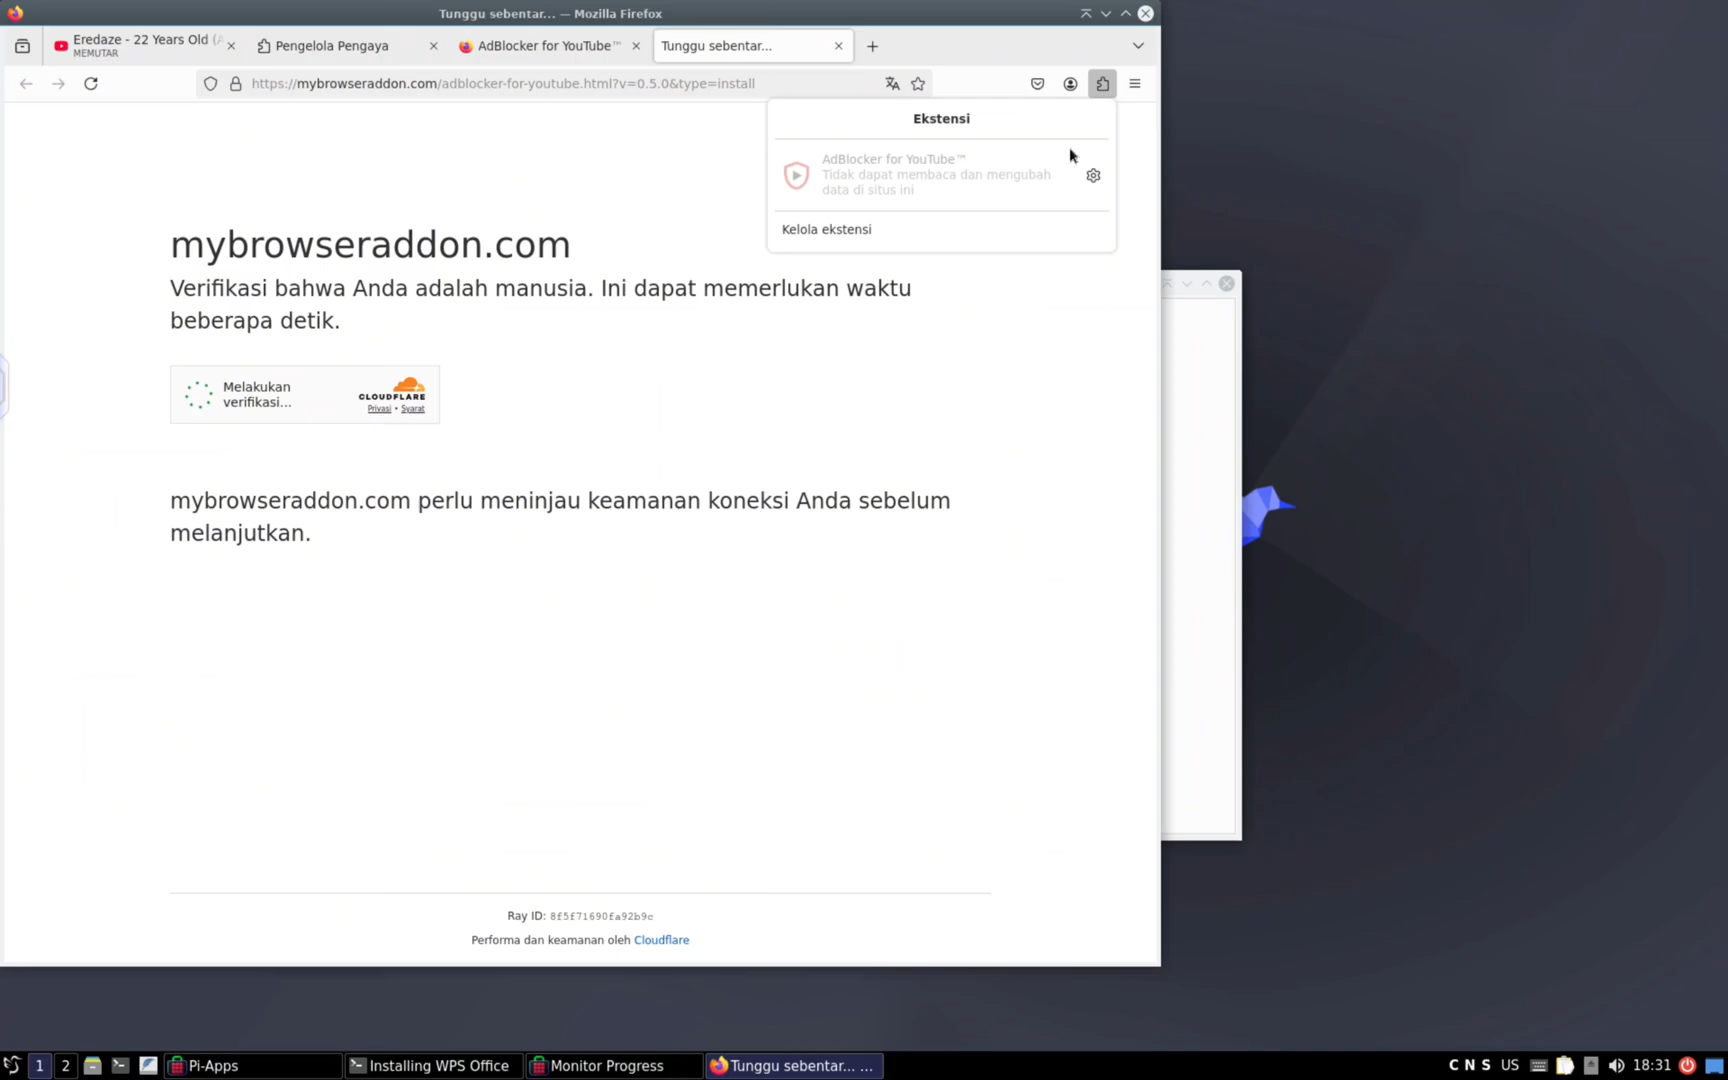 Tunggu sebentar... — Mozilla Firefox
Eredaze - 22 Years Old (
MEMUTAR
Pengelola Pengaya
AdBlocker for YouTube™
Tunggu sebentar...
https://mybrowseraddon.com/adblocker-for-youtube.html?v=0.5.0&type=install
Ekstensi
AdBlocker for YouTube™
Tidak dapat membaca dan mengubah
data di situs ini
Kelola ekstensi
mybrowseraddon.com
Verifikasi bahwa Anda adalah manusia. Ini dapat memerlukan waktu
beberapa detik.
Melakukan
verifikasi...
CLOUDFLARE
Privasi • Syarat
mybrowseraddon.com perlu meninjau keamanan koneksi Anda sebelum
melanjutkan.
Ray ID: 8f5f71690fa92b9c
Performa dan keamanan oleh Cloudflare
1
2
Pi-Apps
Installing WPS Office
Monitor Progress
Tunggu sebentar... ...
C N S
US
18:31